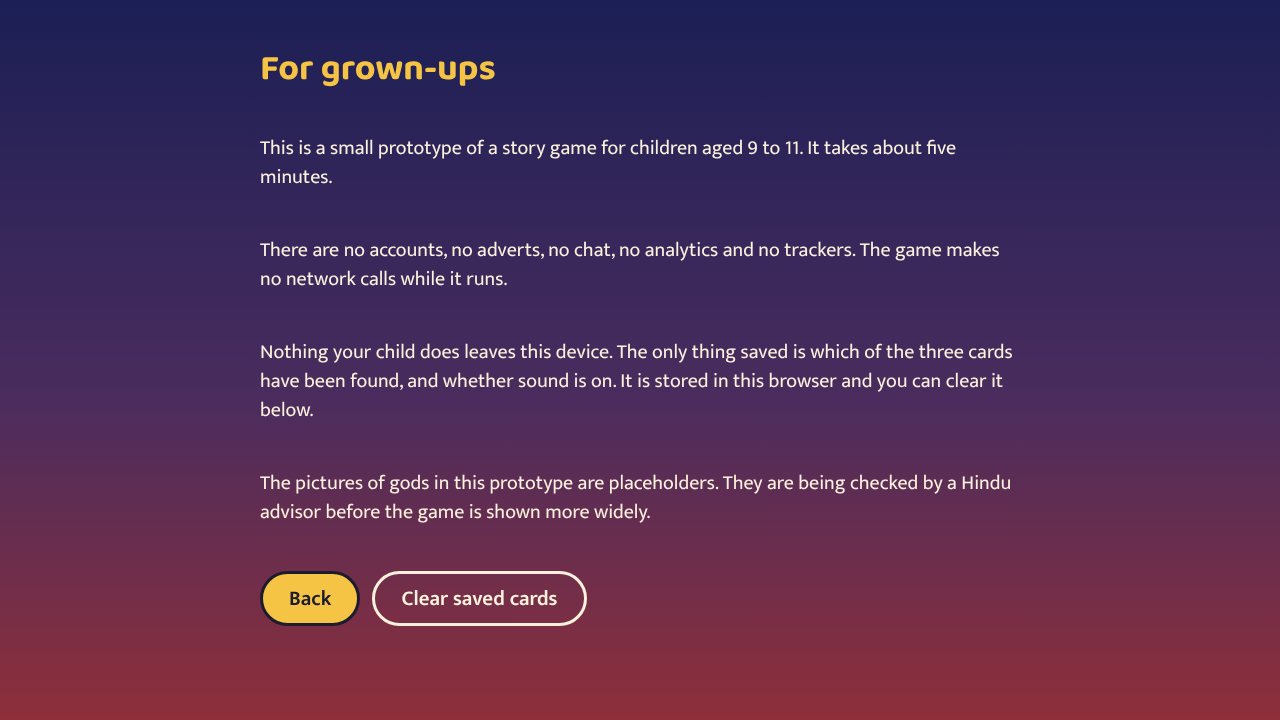 For grown-ups
This is a small prototype of a story game for children aged 9 to 11. It takes about five
minutes.
There are no accounts, no adverts, no chat, no analytics and no trackers. The game makes
no network calls while it runs.
Nothing your child does leaves this device. The only thing saved is which of the three cards
have been found, and whether sound is on. It is stored in this browser and you can clear it
below.
The pictures of gods in this prototype are placeholders. They are being checked by a Hindu
advisor before the game is shown more widely.
Back
Clear saved cards